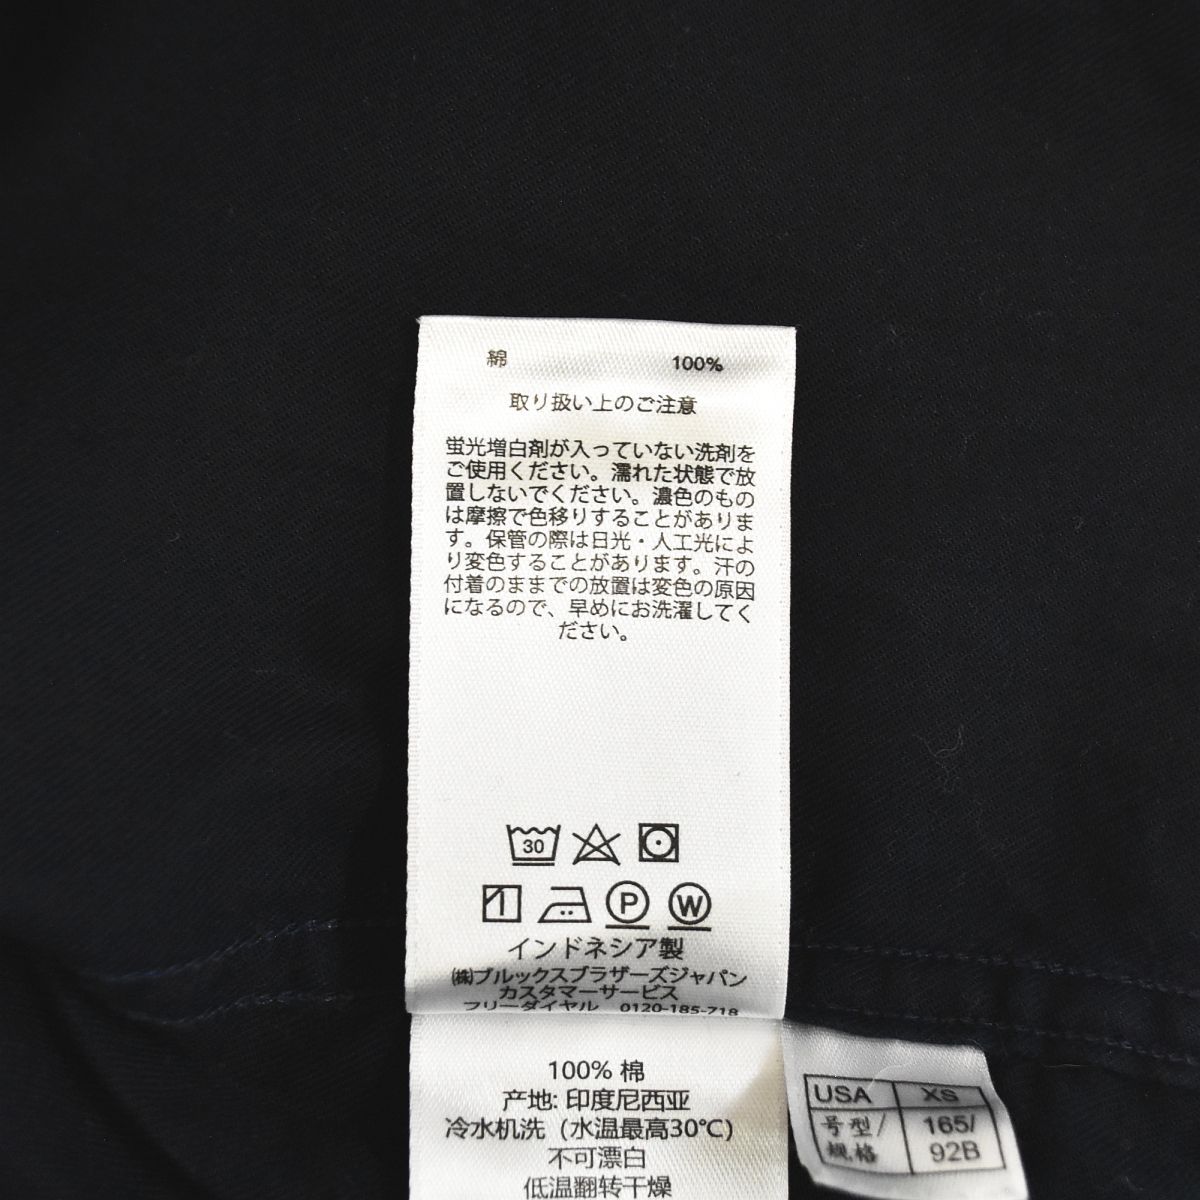 綿 100%
取り扱い上のご注意
蛍光増白剤が入っていない洗剤を
ご使用ください。濡れた状態で放
置しないでください。濃色のもの
は摩擦で色移りすることがありま
す。保管の際は日光・人工光によ
り変色することがあります。汗の
付着のままでの放置は変色の原因
になるので、早めにお洗濯してく
ださい。
30
P W
インドネシア製
㈱ブルックスブラザーズジャパン
カスタマーサービス
フリーダイヤル 0120-185-718
100% 棉
产地: 印度尼西亚
冷水机洗（水温最高30℃）
不可漂白
低温翻转干燥
USA XS
号型/ 165/
规格 92B